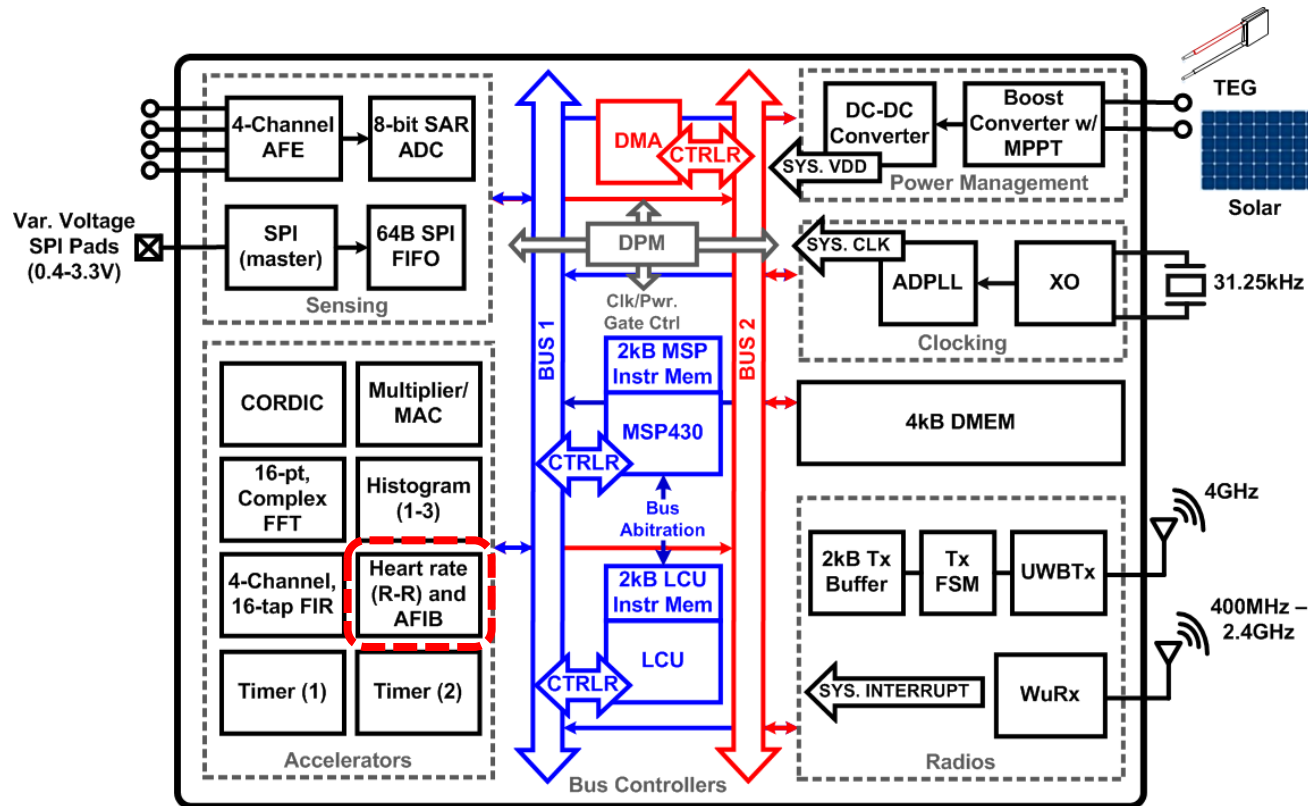 4-Channel
AFE
8-bit SAR
ADC
Var. Voltage
SPI Pads
(0.4-3.3V)
SPI
(master)
64B SPI
FIFO
Sensing
CORDIC
Multiplier/
MAC
16-pt,
Complex
FFT
Histogram
(1-3)
4-Channel,
16-tap FIR
Heart rate
(R-R) and
AFIB
Timer (1)
Timer (2)
Accelerators
BUS 1
DMA
CTRLR
DPM
Clk/Pwr.
Gate Ctrl
2kB MSP
Instr Mem
MSP430
CTRLR
Bus
Abitration
2kB LCU
Instr Mem
LCU
CTRLR
Bus Controllers
BUS 2
DC-DC
Converter
Boost
Converter w/
MPPT
SYS. VDD
Power Management
TEG
Solar
SYS. CLK
ADPLL
XO
31.25kHz
Clocking
4kB DMEM
4GHz
2kB Tx
Buffer
Tx
FSM
UWBTx
400MHz –
2.4GHz
SYS. INTERRUPT
WuRx
Radios